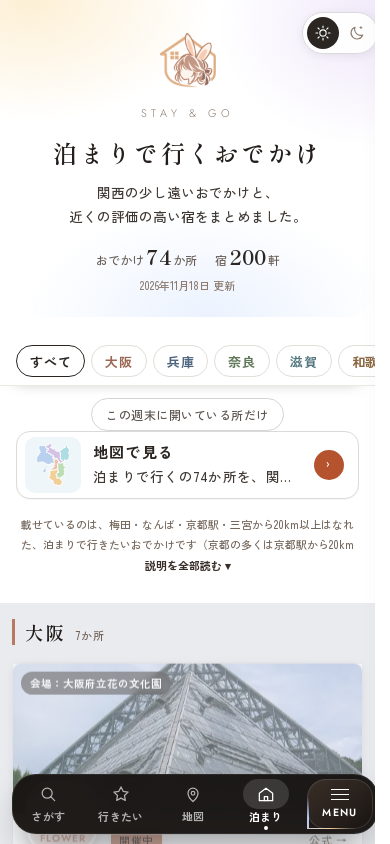 STAY & GO
泊まりで行くおでかけ
関西の少し遠いおでかけと、
近くの評価の高い宿をまとめました。
おでかけ74か所 宿200軒
2026年11月18日 更新
すべて 大阪 兵庫 奈良 滋賀 和歌
この週末に開いている所だけ
地図で見る
泊まりで行くの74か所を、関…
載せているのは、梅田・なんば・京都駅・三宮から20km以上はなれ
た、泊まりで行きたいおでかけです（京都の多くは京都駅から20km
説明を全部読む ▾
大阪 7か所
会場：大阪府立花の文化園
さがす 行きたい 地図 泊まり MENU
FLOWER 開催中 公式 →